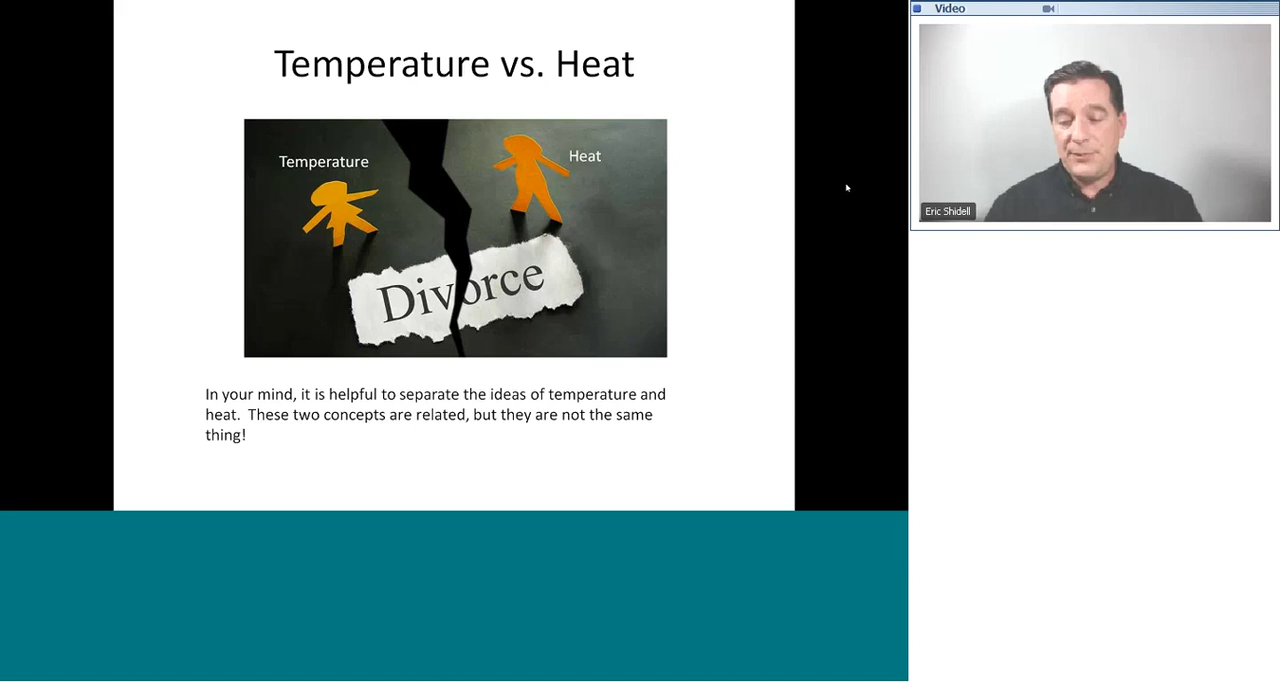 Temperature vs. Heat
Temperature
Heat
Divorce
In your mind, it is helpful to separate the ideas of temperature and
heat.  These two concepts are related, but they are not the same
thing!
Video
Eric Shidell